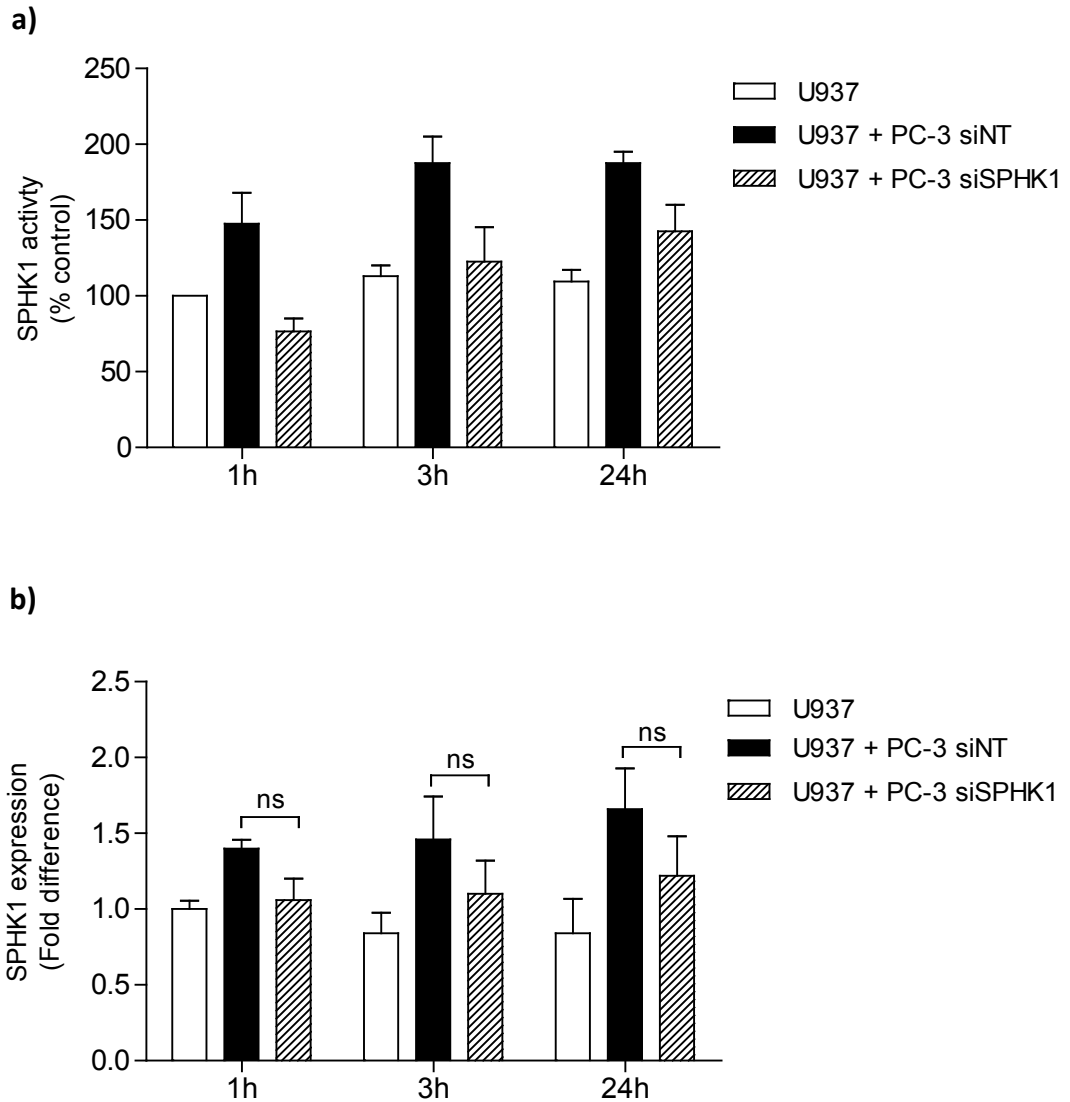 a)
250
200
150
100
50
0
SPHK1 activty
(% control)
1h
3h
24h
U937
U937 + PC-3 siNT
U937 + PC-3 siSPHK1
b)
2.5
2.0
1.5
1.0
0.5
0.0
SPHK1 expression
(Fold difference)
ns
ns
ns
1h
3h
24h
U937
U937 + PC-3 siNT
U937 + PC-3 siSPHK1